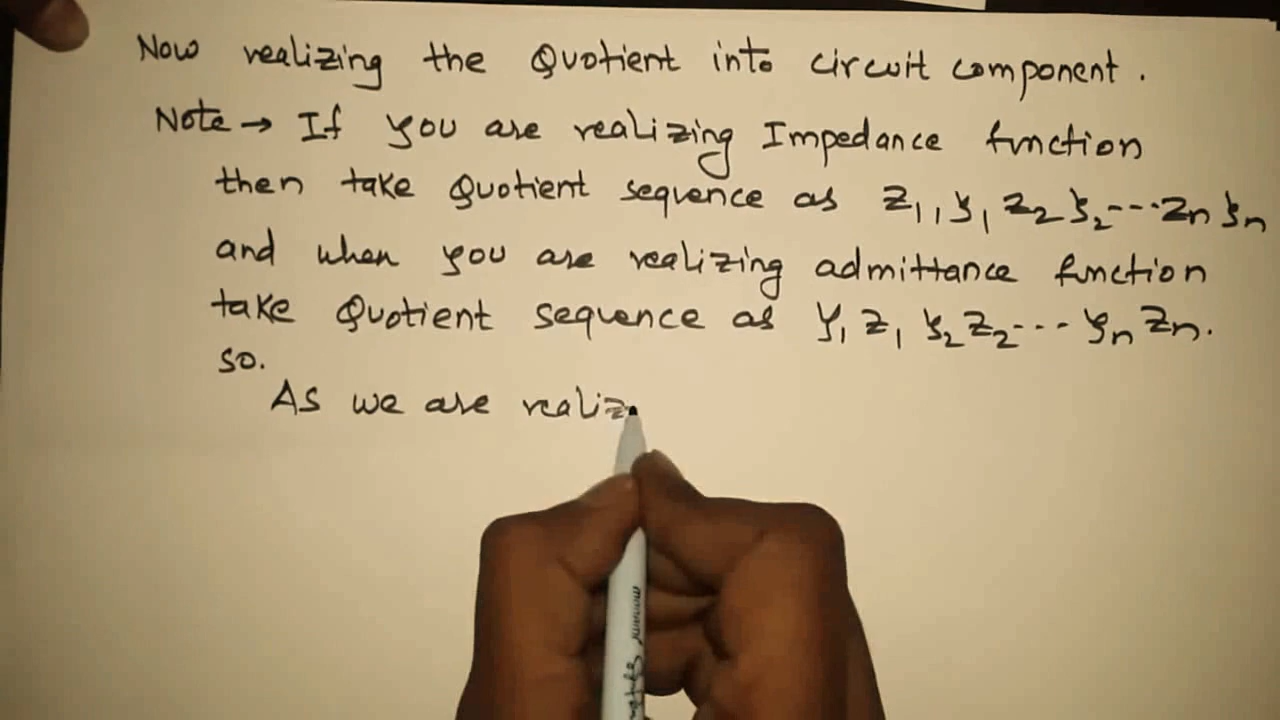 Now realizing the Quotient into circuit component.
Note → If you are realizing Impedance function
then take Quotient sequence as Z₁, y₁ Z₂ y₂ --- Zn yn
and when you are realizing admittance function
take Quotient sequence as y₁ Z₁ y₂ Z₂ --- yn Zn.
so.
As we are realiz